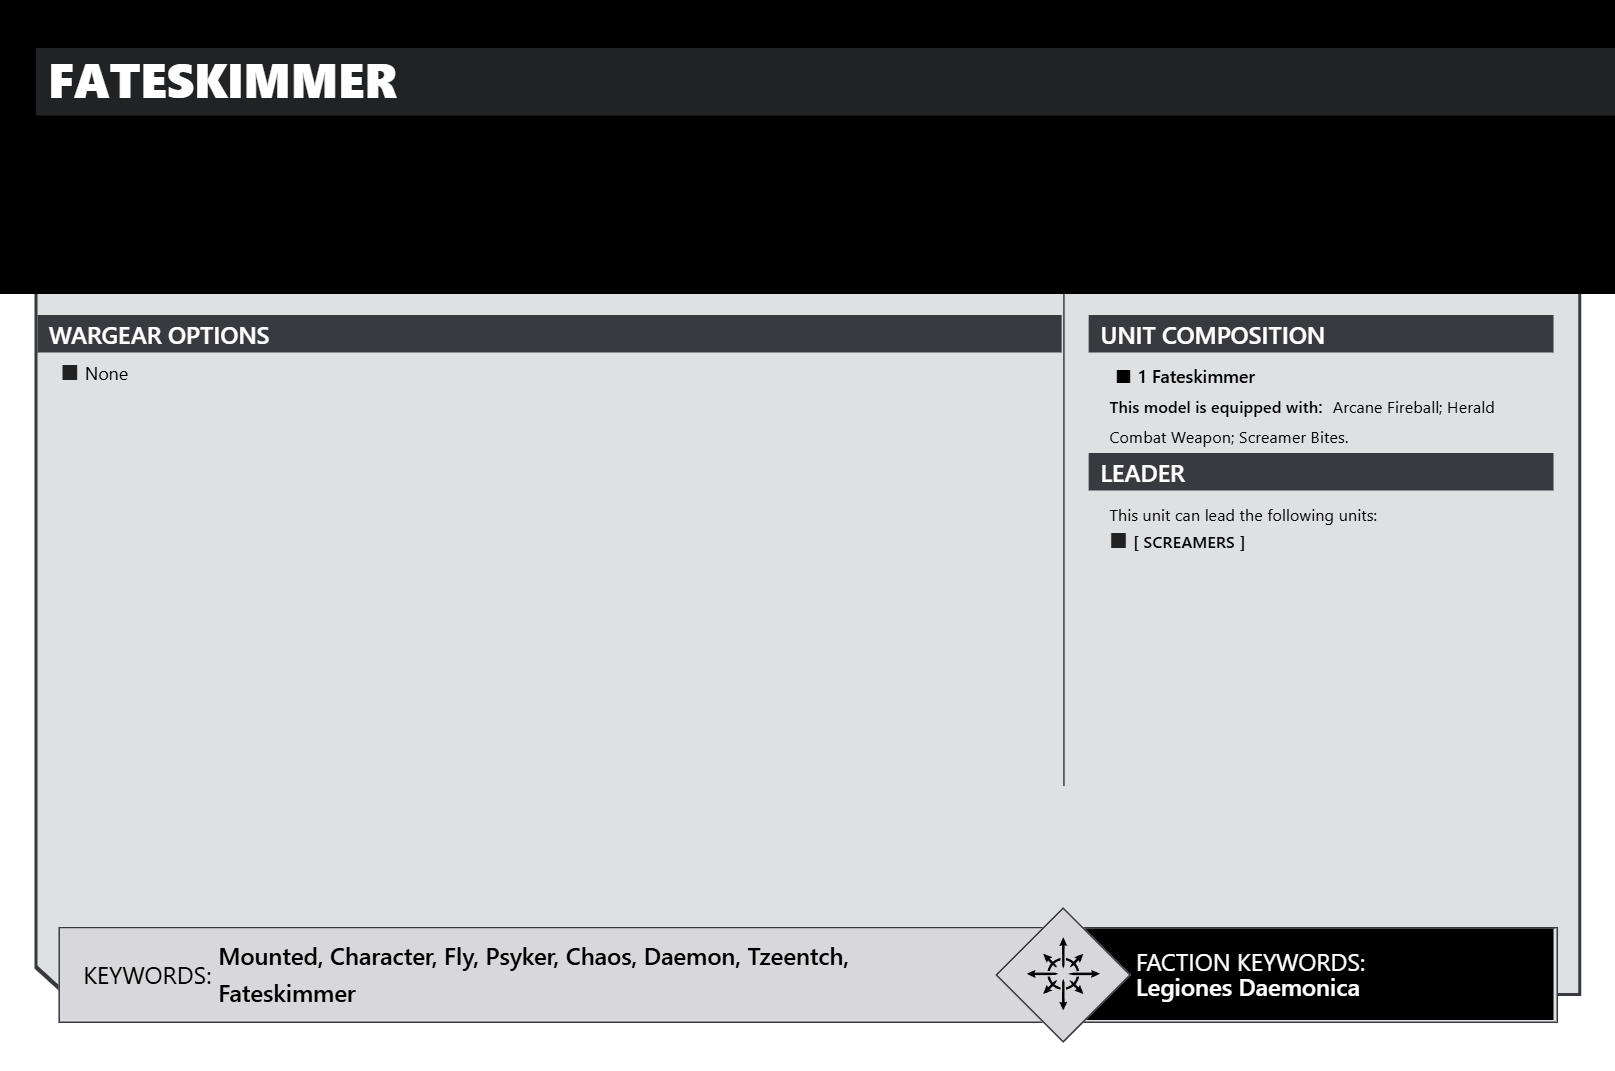 FATESKIMMER
WARGEAR OPTIONS
■ None
UNIT COMPOSITION
■ 1 Fateskimmer
This model is equipped with: Arcane Fireball; Herald
Combat Weapon; Screamer Bites.
LEADER
This unit can lead the following units:
■ [ SCREAMERS ]
KEYWORDS: Mounted, Character, Fly, Psyker, Chaos, Daemon, Tzeentch,
Fateskimmer
FACTION KEYWORDS:
Legiones Daemonica